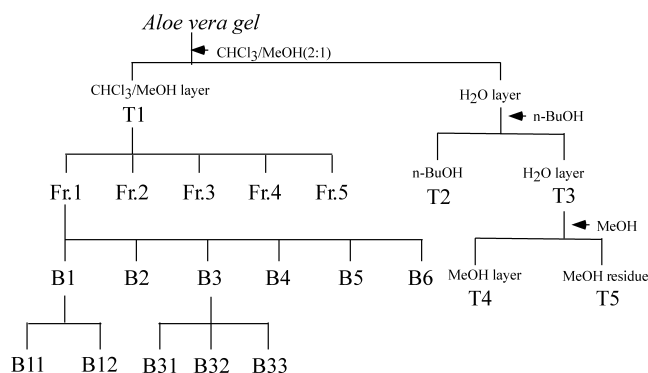 Aloe vera gel
CHCl3/MeOH(2:1)
CHCl3/MeOH layer
T1
H2O layer
n-BuOH
n-BuOH
T2
H2O layer
T3
MeOH
Fr.1 Fr.2 Fr.3 Fr.4 Fr.5
MeOH layer
T4
MeOH residue
T5
B1 B2 B3 B4 B5 B6
B11 B12 B31 B32 B33